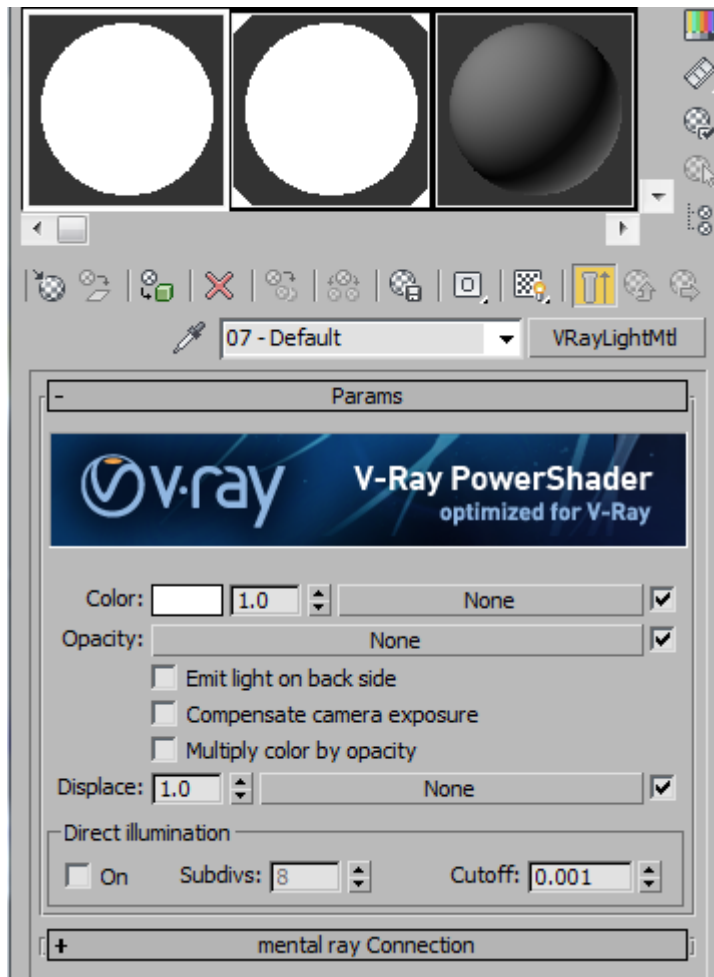 07 - Default VRayLightMtl
- Params
v·ray V-Ray PowerShader
optimized for V-Ray
Color: 1.0 None
Opacity: None
Emit light on back side
Compensate camera exposure
Multiply color by opacity
Displace: 1.0 None
Direct illumination
On Subdivs: 8 Cutoff: 0.001
+ mental ray Connection